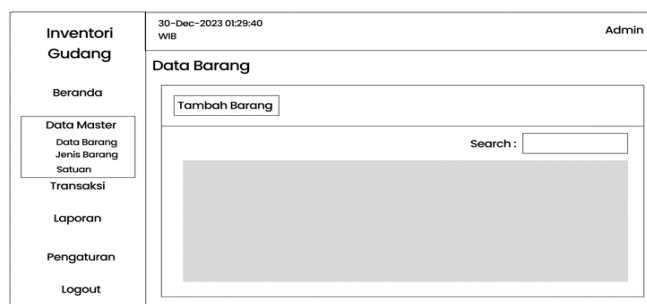 Inventori
Gudang
Beranda
Data Master
Data Barang
Jenis Barang
Satuan
Transaksi
Laporan
Pengaturan
Logout
30-Dec-2023 01:29:40
WIB
Admin
Data Barang
Tambah Barang
Search :